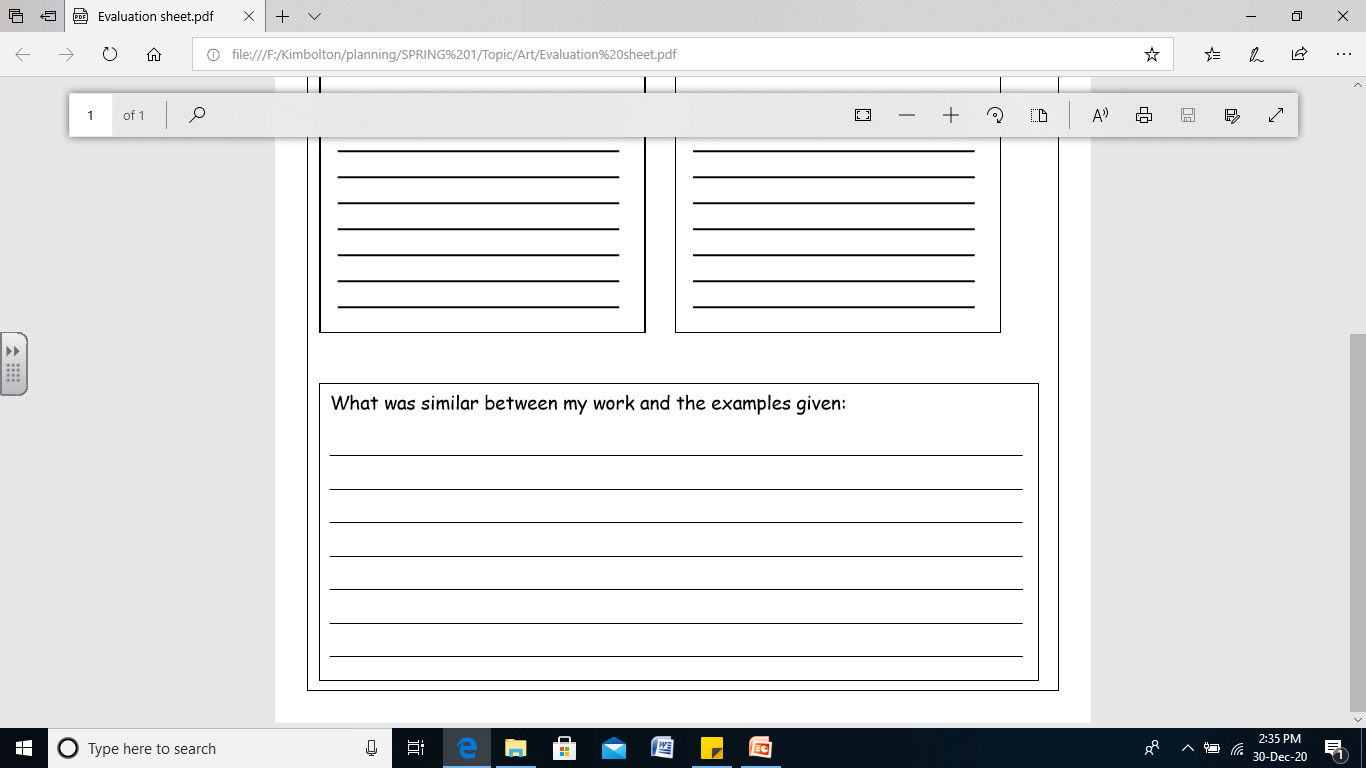 Evaluation sheet.pdf
file:///F:/Kimbolton/planning/SPRING%201/Topic/Art/Evaluation%20sheet.pdf
1 of 1
What was similar between my work and the examples given:
Type here to search
2:35 PM
30-Dec-20
1